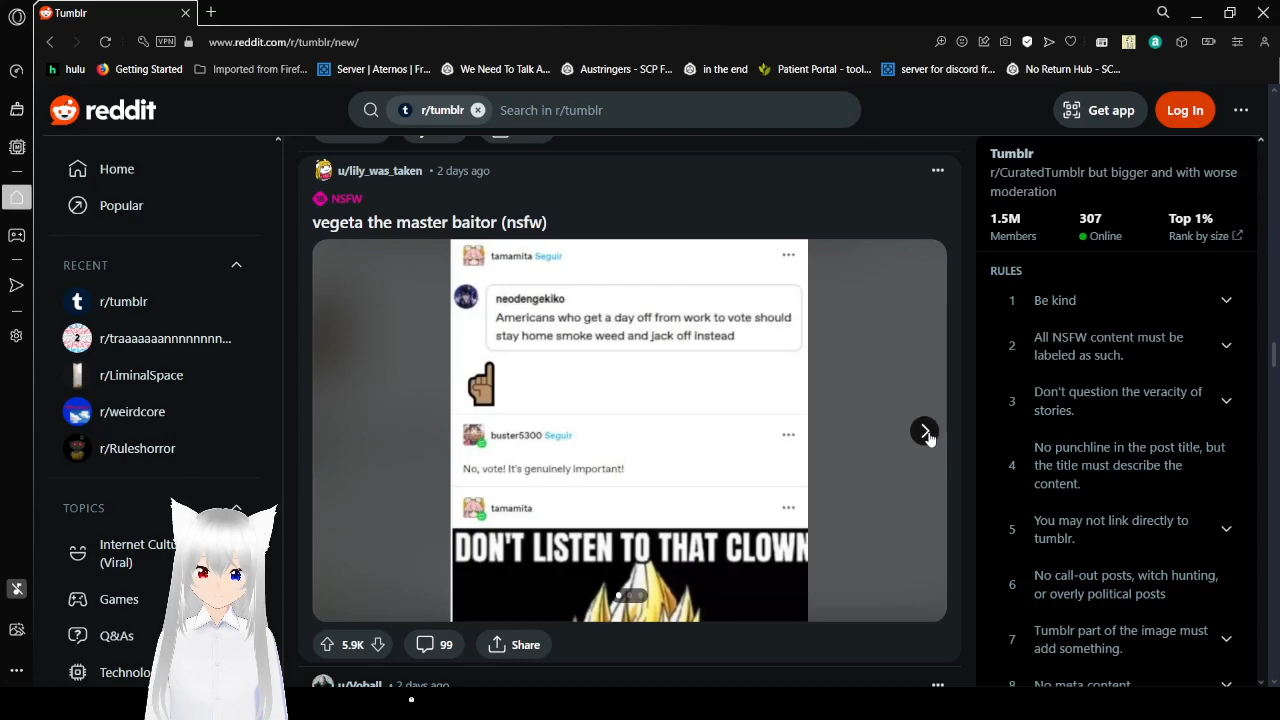 Tumblr
VPN
www.reddit.com/r/tumblr/new/
hulu
Getting Started
Imported from Firef...
Server | Aternos | Fr...
We Need To Talk A...
Austringers - SCP F...
in the end
Patient Portal - tool...
server for discord fr...
No Return Hub - SC...
reddit
r/tumblr
Search in r/tumblr
Get app
Log In
Home
Popular
RECENT
r/tumblr
r/traaaaaaannnnnnnn...
r/LiminalSpace
r/weirdcore
r/Ruleshorror
TOPICS
Internet Cult
(Viral)
Games
Q&As
Technolo
u/lily_was_taken • 2 days ago
NSFW
vegeta the master baitor (nsfw)
tamamita Seguir
neodengekiko
Americans who get a day off from work to vote should
stay home smoke weed and jack off instead
buster5300 Seguir
No, vote! It's genuinely important!
tamamita
DON'T LISTEN TO THAT CLOWN
5.9K
99
Share
u/Voball • 2 days ago
Tumblr
r/CuratedTumblr but bigger and with worse
moderation
1.5M
Members
307
Online
Top 1%
Rank by size
RULES
1 Be kind
2 All NSFW content must be
labeled as such.
3 Don't question the veracity of
stories.
4 No punchline in the post title, but
the title must describe the
content.
5 You may not link directly to
tumblr.
6 No call-out posts, witch hunting,
or overly political posts
7 Tumblr part of the image must
add something.
8 No meta content